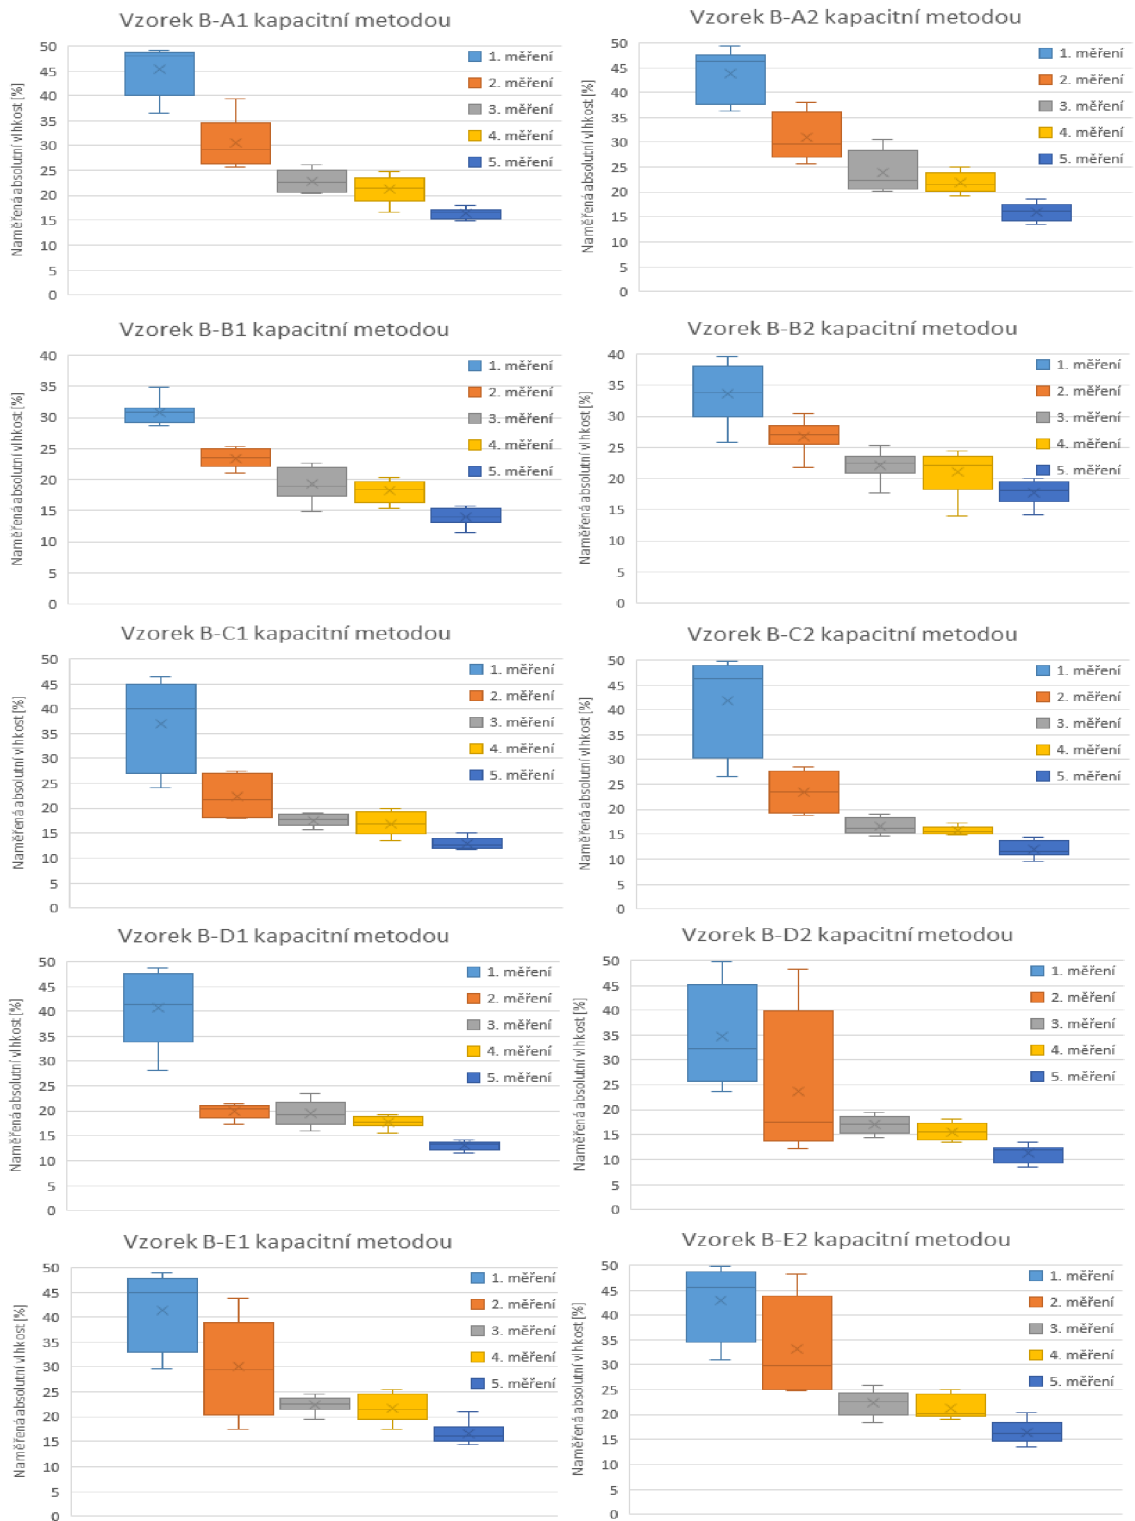 Vzorek B-A1 kapacitní metodou
Naměřená absolutní vlhkost [%]
50
45
40
35
30
25
20
15
10
5
0
1. měření
2. měření
3. měření
4. měření
5. měření
Vzorek B-A2 kapacitní metodou
Naměřená absolutní vlhkost [%]
50
45
40
35
30
25
20
15
10
5
0
1. měření
2. měření
3. měření
4. měření
5. měření
Vzorek B-B1 kapacitní metodou
Naměřená absolutní vlhkost [%]
40
35
30
25
20
15
10
5
0
1. měření
2. měření
3. měření
4. měření
5. měření
Vzorek B-B2 kapacitní metodou
Naměřená absolutní vlhkost [%]
40
35
30
25
20
15
10
5
0
1. měření
2. měření
3. měření
4. měření
5. měření
Vzorek B-C1 kapacitní metodou
Naměřená absolutní vlhkost [%]
50
45
40
35
30
25
20
15
10
5
0
1. měření
2. měření
3. měření
4. měření
5. měření
Vzorek B-C2 kapacitní metodou
Naměřená absolutní vlhkost [%]
50
45
40
35
30
25
20
15
10
5
0
1. měření
2. měření
3. měření
4. měření
5. měření
Vzorek B-D1 kapacitní metodou
Naměřená absolutní vlhkost [%]
50
45
40
35
30
25
20
15
10
5
0
1. měření
2. měření
3. měření
4. měření
5. měření
Vzorek B-D2 kapacitní metodou
Naměřená absolutní vlhkost [%]
50
45
40
35
30
25
20
15
10
5
0
1. měření
2. měření
3. měření
4. měření
5. měření
Vzorek B-E1 kapacitní metodou
Naměřená absolutní vlhkost [%]
50
45
40
35
30
25
20
15
10
5
0
1. měření
2. měření
3. měření
4. měření
5. měření
Vzorek B-E2 kapacitní metodou
Naměřená absolutní vlhkost [%]
50
45
40
35
30
25
20
15
10
5
0
1. měření
2. měření
3. měření
4. měření
5. měření